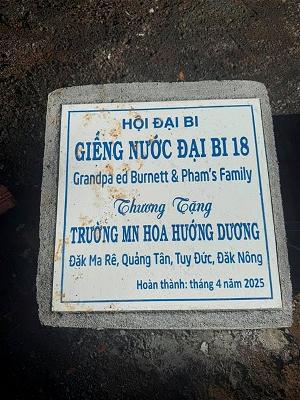 HỘI ĐẠI BI
GIẾNG NƯỚC ĐẠI BI 18
Grandpa ed Burnett & Pham's Family
Thương Tặng
TRƯỜNG MN HOA HƯỚNG DƯƠNG
Đăk Ma Rê, Quảng Tân, Tuy Đức, Đăk Nông
Hoàn thành: tháng 4 năm 2025